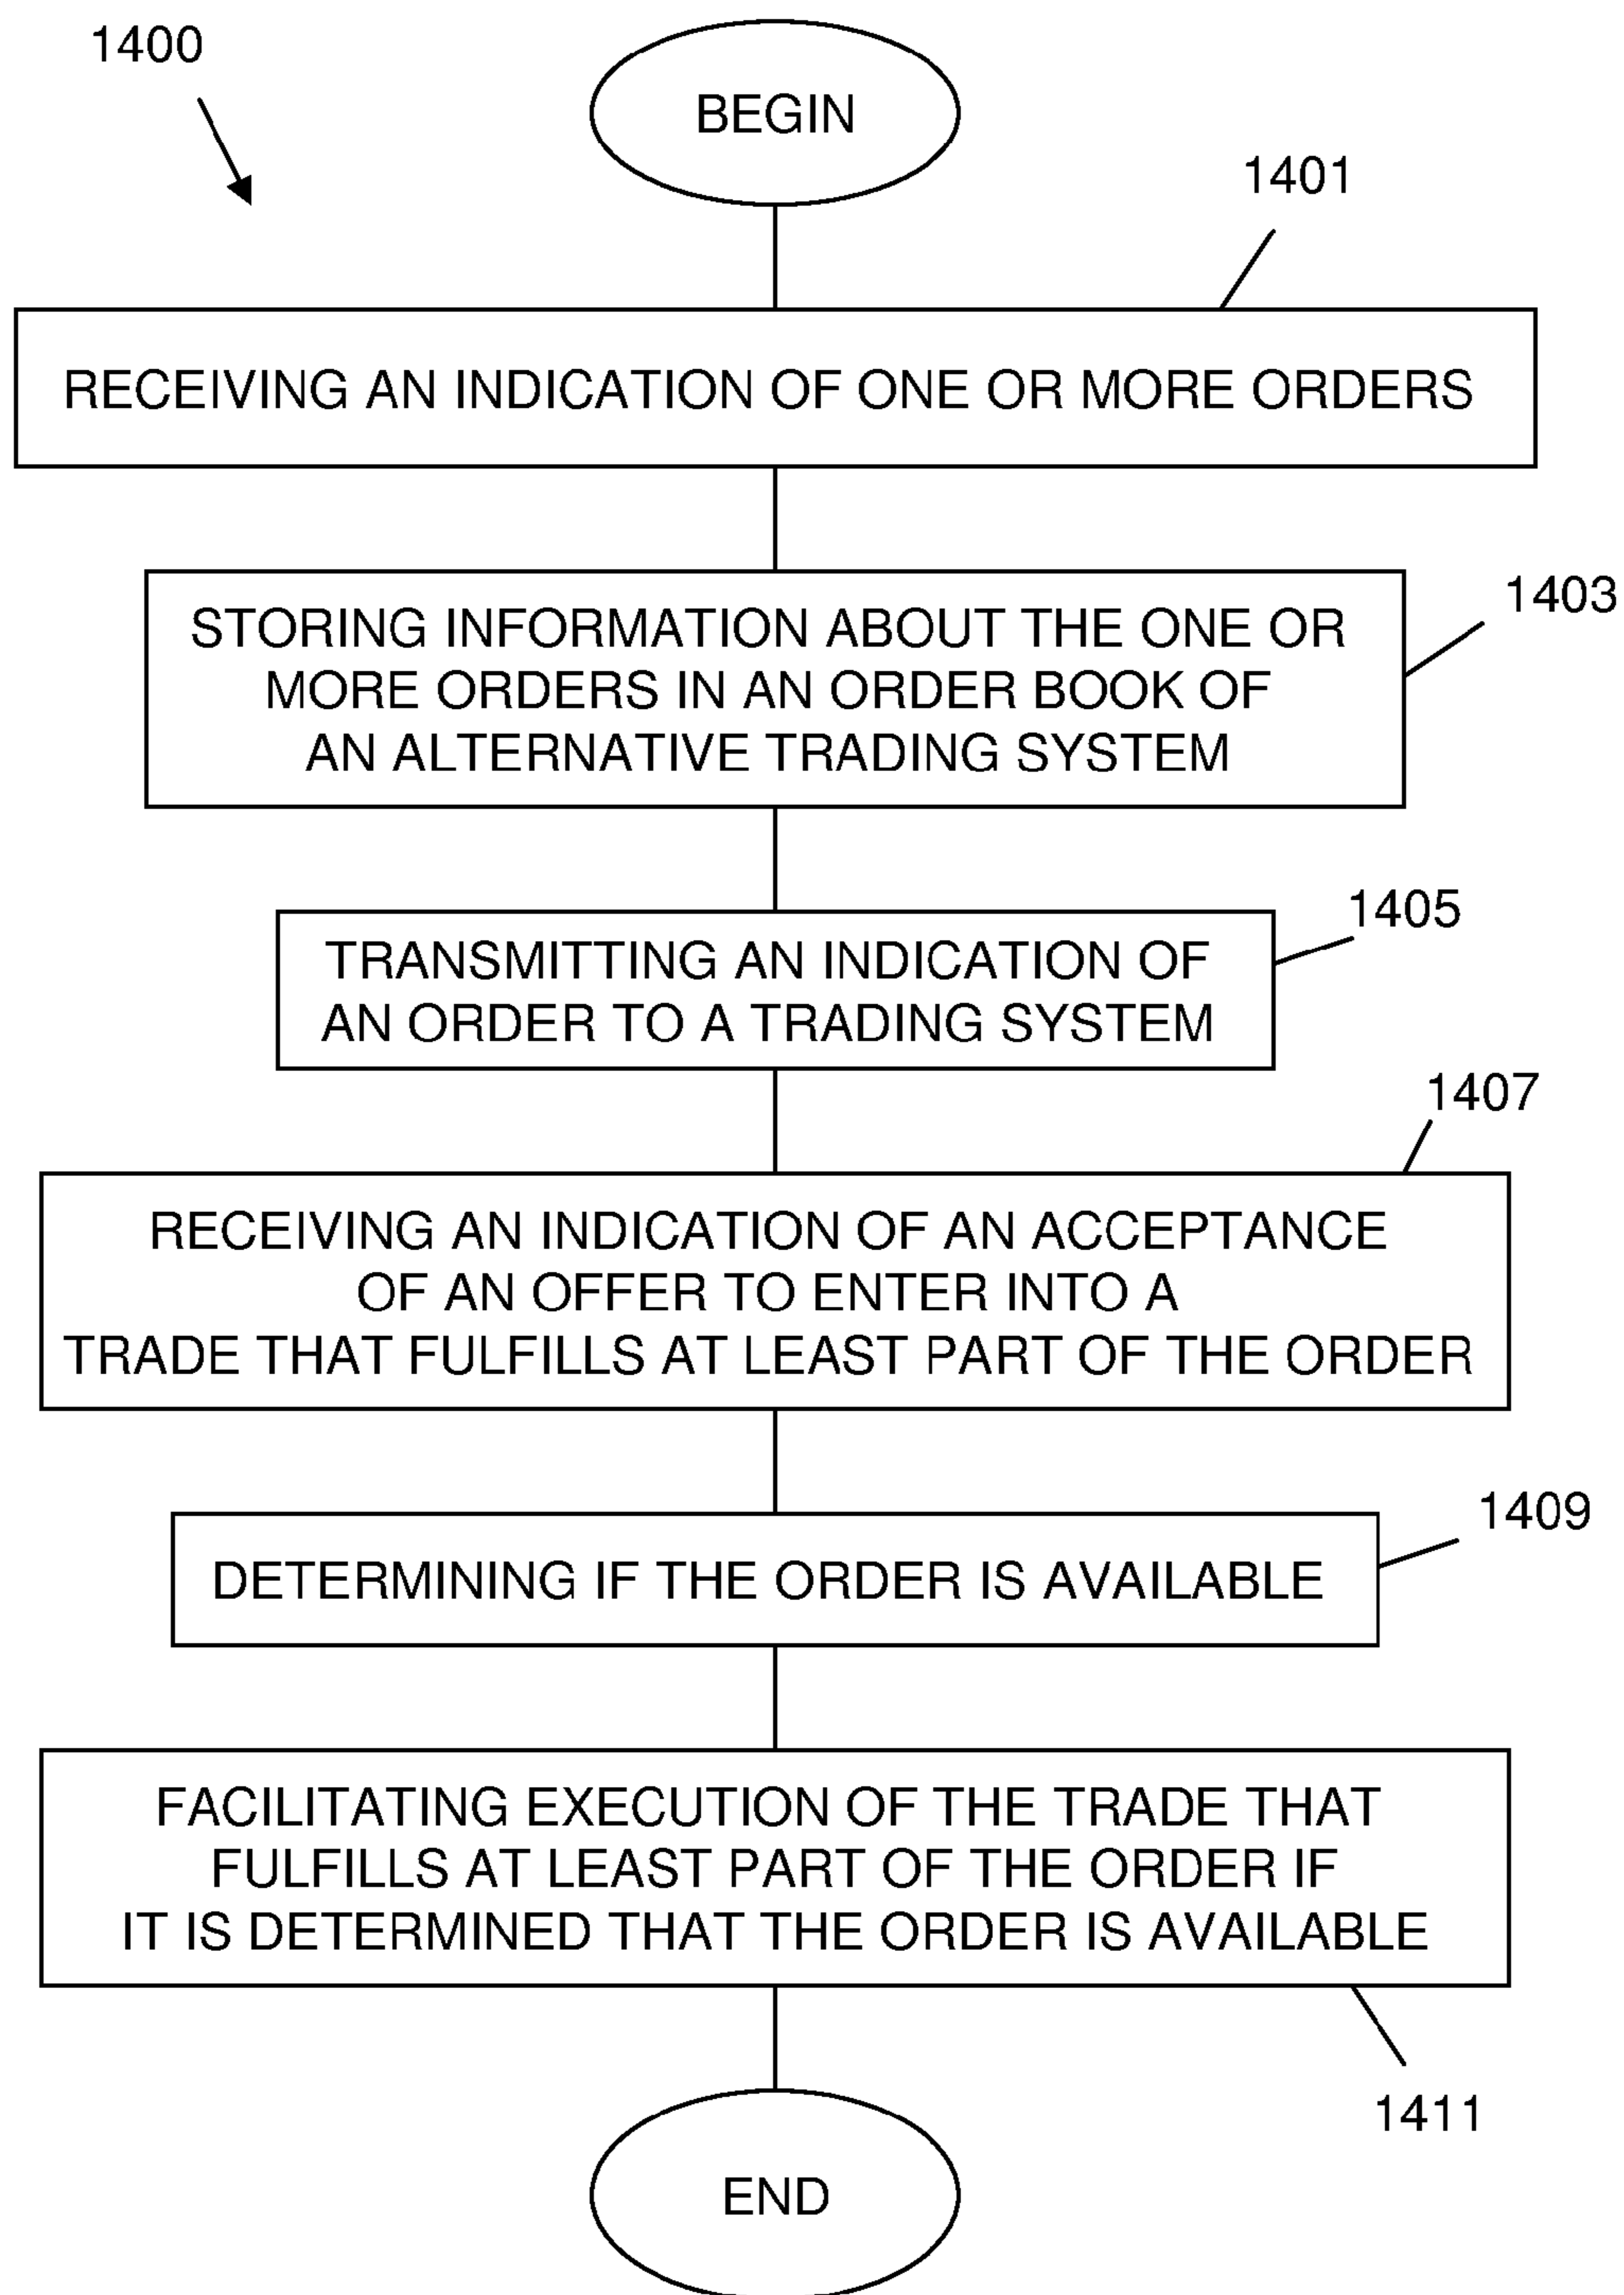 1400
BEGIN
1401
RECEIVING AN INDICATION OF ONE OR MORE ORDERS
1403
STORING INFORMATION ABOUT THE ONE OR
MORE ORDERS IN AN ORDER BOOK OF
AN ALTERNATIVE TRADING SYSTEM
1405
TRANSMITTING AN INDICATION OF
AN ORDER TO A TRADING SYSTEM
1407
RECEIVING AN INDICATION OF AN ACCEPTANCE
OF AN OFFER TO ENTER INTO A
TRADE THAT FULFILLS AT LEAST PART OF THE ORDER
1409
DETERMINING IF THE ORDER IS AVAILABLE
FACILITATING EXECUTION OF THE TRADE THAT
FULFILLS AT LEAST PART OF THE ORDER IF
IT IS DETERMINED THAT THE ORDER IS AVAILABLE
1411
END